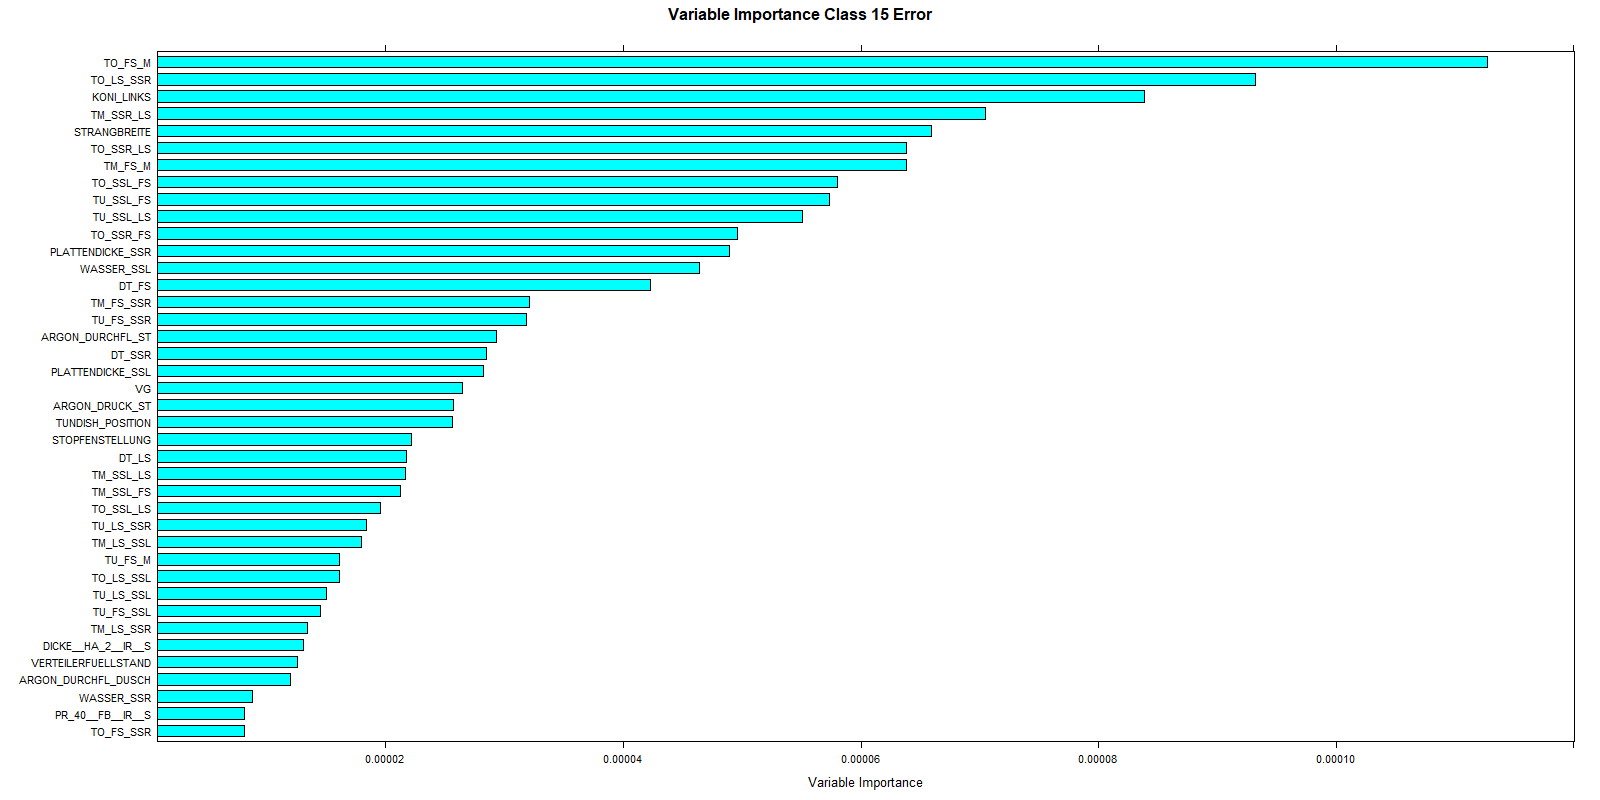 Variable Importance Class 15 Error
TO_FS_M
TO_LS_SSR
KONI_LINKS
TM_SSR_LS
STRANGBREITE
TO_SSR_LS
TM_FS_M
TO_SSL_FS
TU_SSL_FS
TU_SSL_LS
TO_SSR_FS
PLATTENDICKE_SSR
WASSER_SSL
DT_FS
TM_FS_SSR
TU_FS_SSR
ARGON_DURCHFL_ST
DT_SSR
PLATTENDICKE_SSL
VG
ARGON_DRUCK_ST
TUNDISH_POSITION
STOPFENSTELLUNG
DT_LS
TM_SSL_LS
TM_SSL_FS
TO_SSL_LS
TU_LS_SSR
TM_LS_SSL
TU_FS_M
TO_LS_SSL
TU_LS_SSL
TU_FS_SSL
TM_LS_SSR
DICKE__HA_2__IR__S
VERTEILERFUELLSTAND
ARGON_DURCHFL_DUSCH
WASSER_SSR
PR_40__FB__IR__S
TO_FS_SSR
0.00002 0.00004 0.00006 0.00008 0.00010
Variable Importance